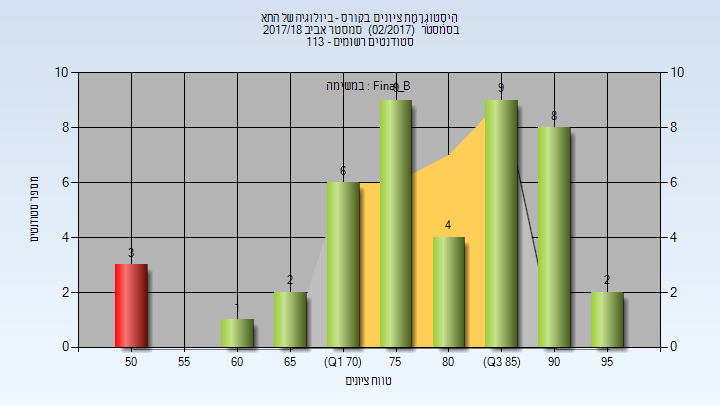 היסטוגרמת ציונים בקורס - ביולוגיה של התא
בסמסטר (02/2017) סמסטר אביב 2017/18
113 - סטודנטים רשומים
במשימה : Final_B
מספר סטודנטים
10 10
8 8
6 6
4 4
2 2
0 0
3 1 2 6 9 4 9 8 2
50 55 60 65 (Q1 70) 75 80 (Q3 85) 90 95
טווח ציונים